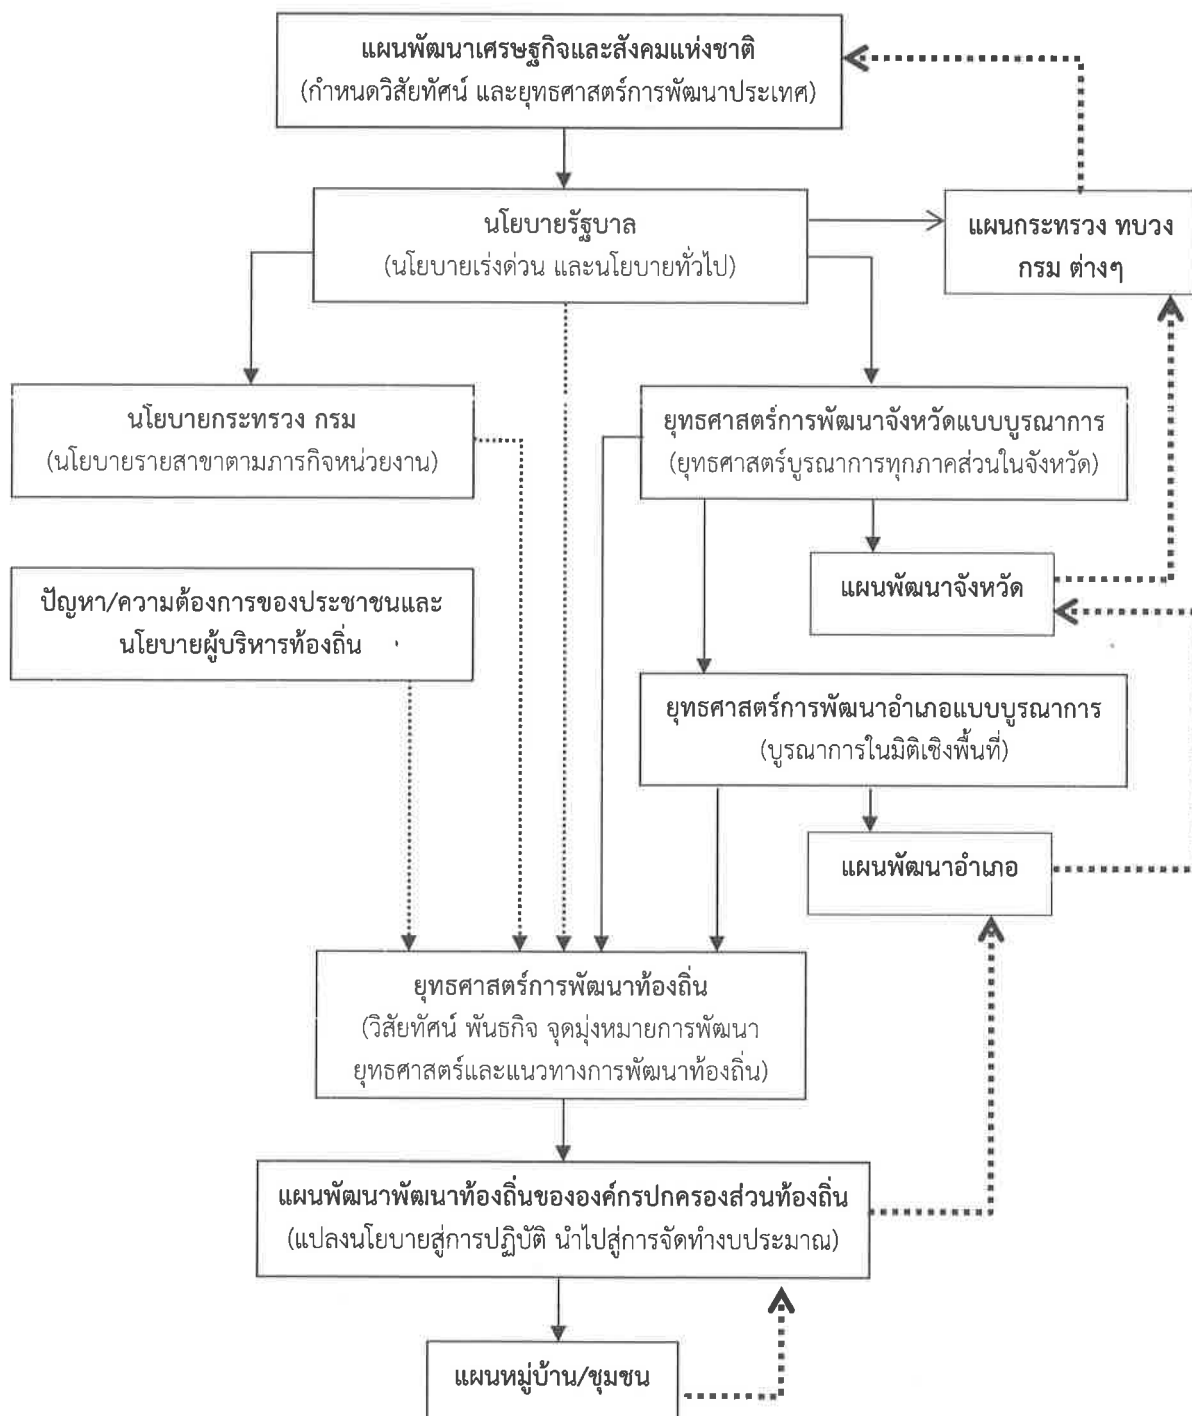 แผนพัฒนาเศรษฐกิจและสังคมแห่งชาติ
(กำหนดวิสัยทัศน์ และยุทธศาสตร์การพัฒนาประเทศ)
นโยบายรัฐบาล
(นโยบายเร่งด่วน และนโยบายทั่วไป)
แผนกระทรวง ทบวง
กรม ต่างๆ
นโยบายกระทรวง กรม
(นโยบายรายสาขาตามภารกิจหน่วยงาน)
ยุทธศาสตร์การพัฒนาจังหวัดแบบบูรณาการ
(ยุทธศาสตร์บูรณาการทุกภาคส่วนในจังหวัด)
แผนพัฒนาจังหวัด
ปัญหา/ความต้องการของประชาชนและ
นโยบายผู้บริหารท้องถิ่น
ยุทธศาสตร์การพัฒนาอำเภอแบบบูรณาการ
(บูรณาการในมิติเชิงพื้นที่)
แผนพัฒนาอำเภอ
ยุทธศาสตร์การพัฒนาท้องถิ่น
(วิสัยทัศน์ พันธกิจ จุดมุ่งหมายการพัฒนา
ยุทธศาสตร์และแนวทางการพัฒนาท้องถิ่น)
แผนพัฒนาพัฒนาท้องถิ่นขององค์กรปกครองส่วนท้องถิ่น
(แปลงนโยบายสู่การปฏิบัติ นำไปสู่การจัดทำงบประมาณ)
แผนหมู่บ้าน/ชุมชน